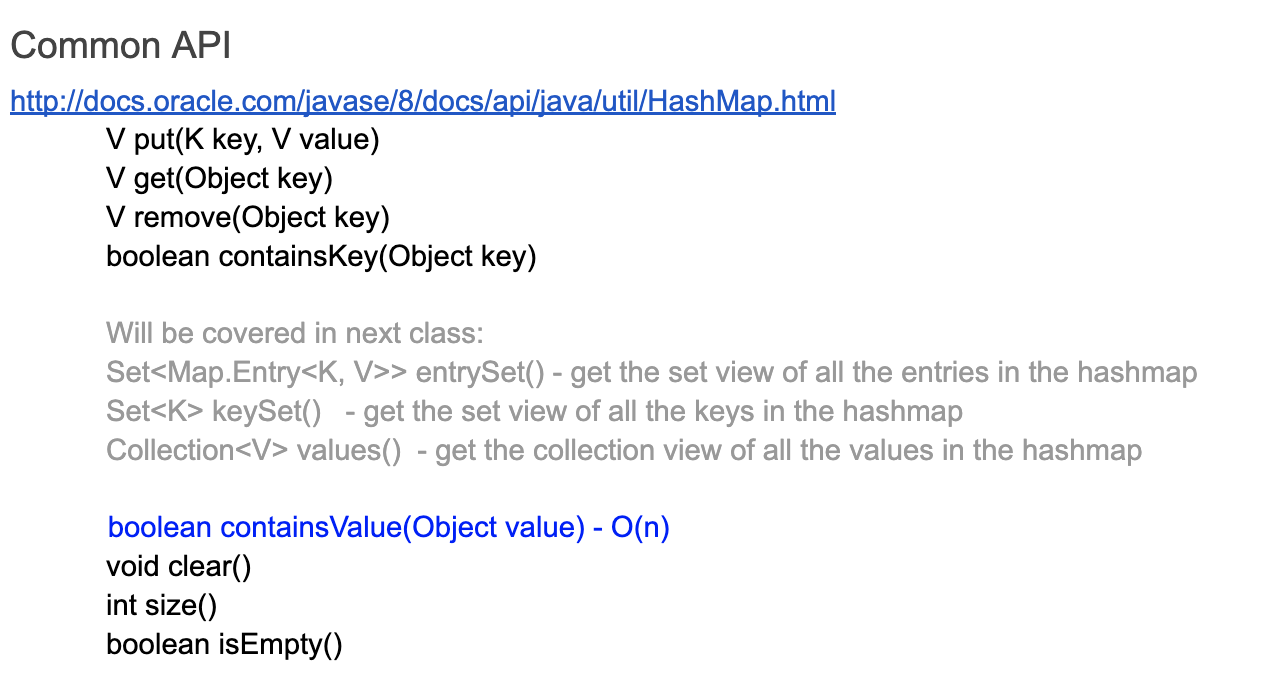 Common API
http://docs.oracle.com/javase/8/docs/api/java/util/HashMap.html
V put(K key, V value)
V get(Object key)
V remove(Object key)
boolean containsKey(Object key)
Will be covered in next class:
Set<Map.Entry<K, V>> entrySet() - get the set view of all the entries in the hashmap
Set<K> keySet()   - get the set view of all the keys in the hashmap
Collection<V> values()  - get the collection view of all the values in the hashmap
boolean containsValue(Object value) - O(n)
void clear()
int size()
boolean isEmpty()